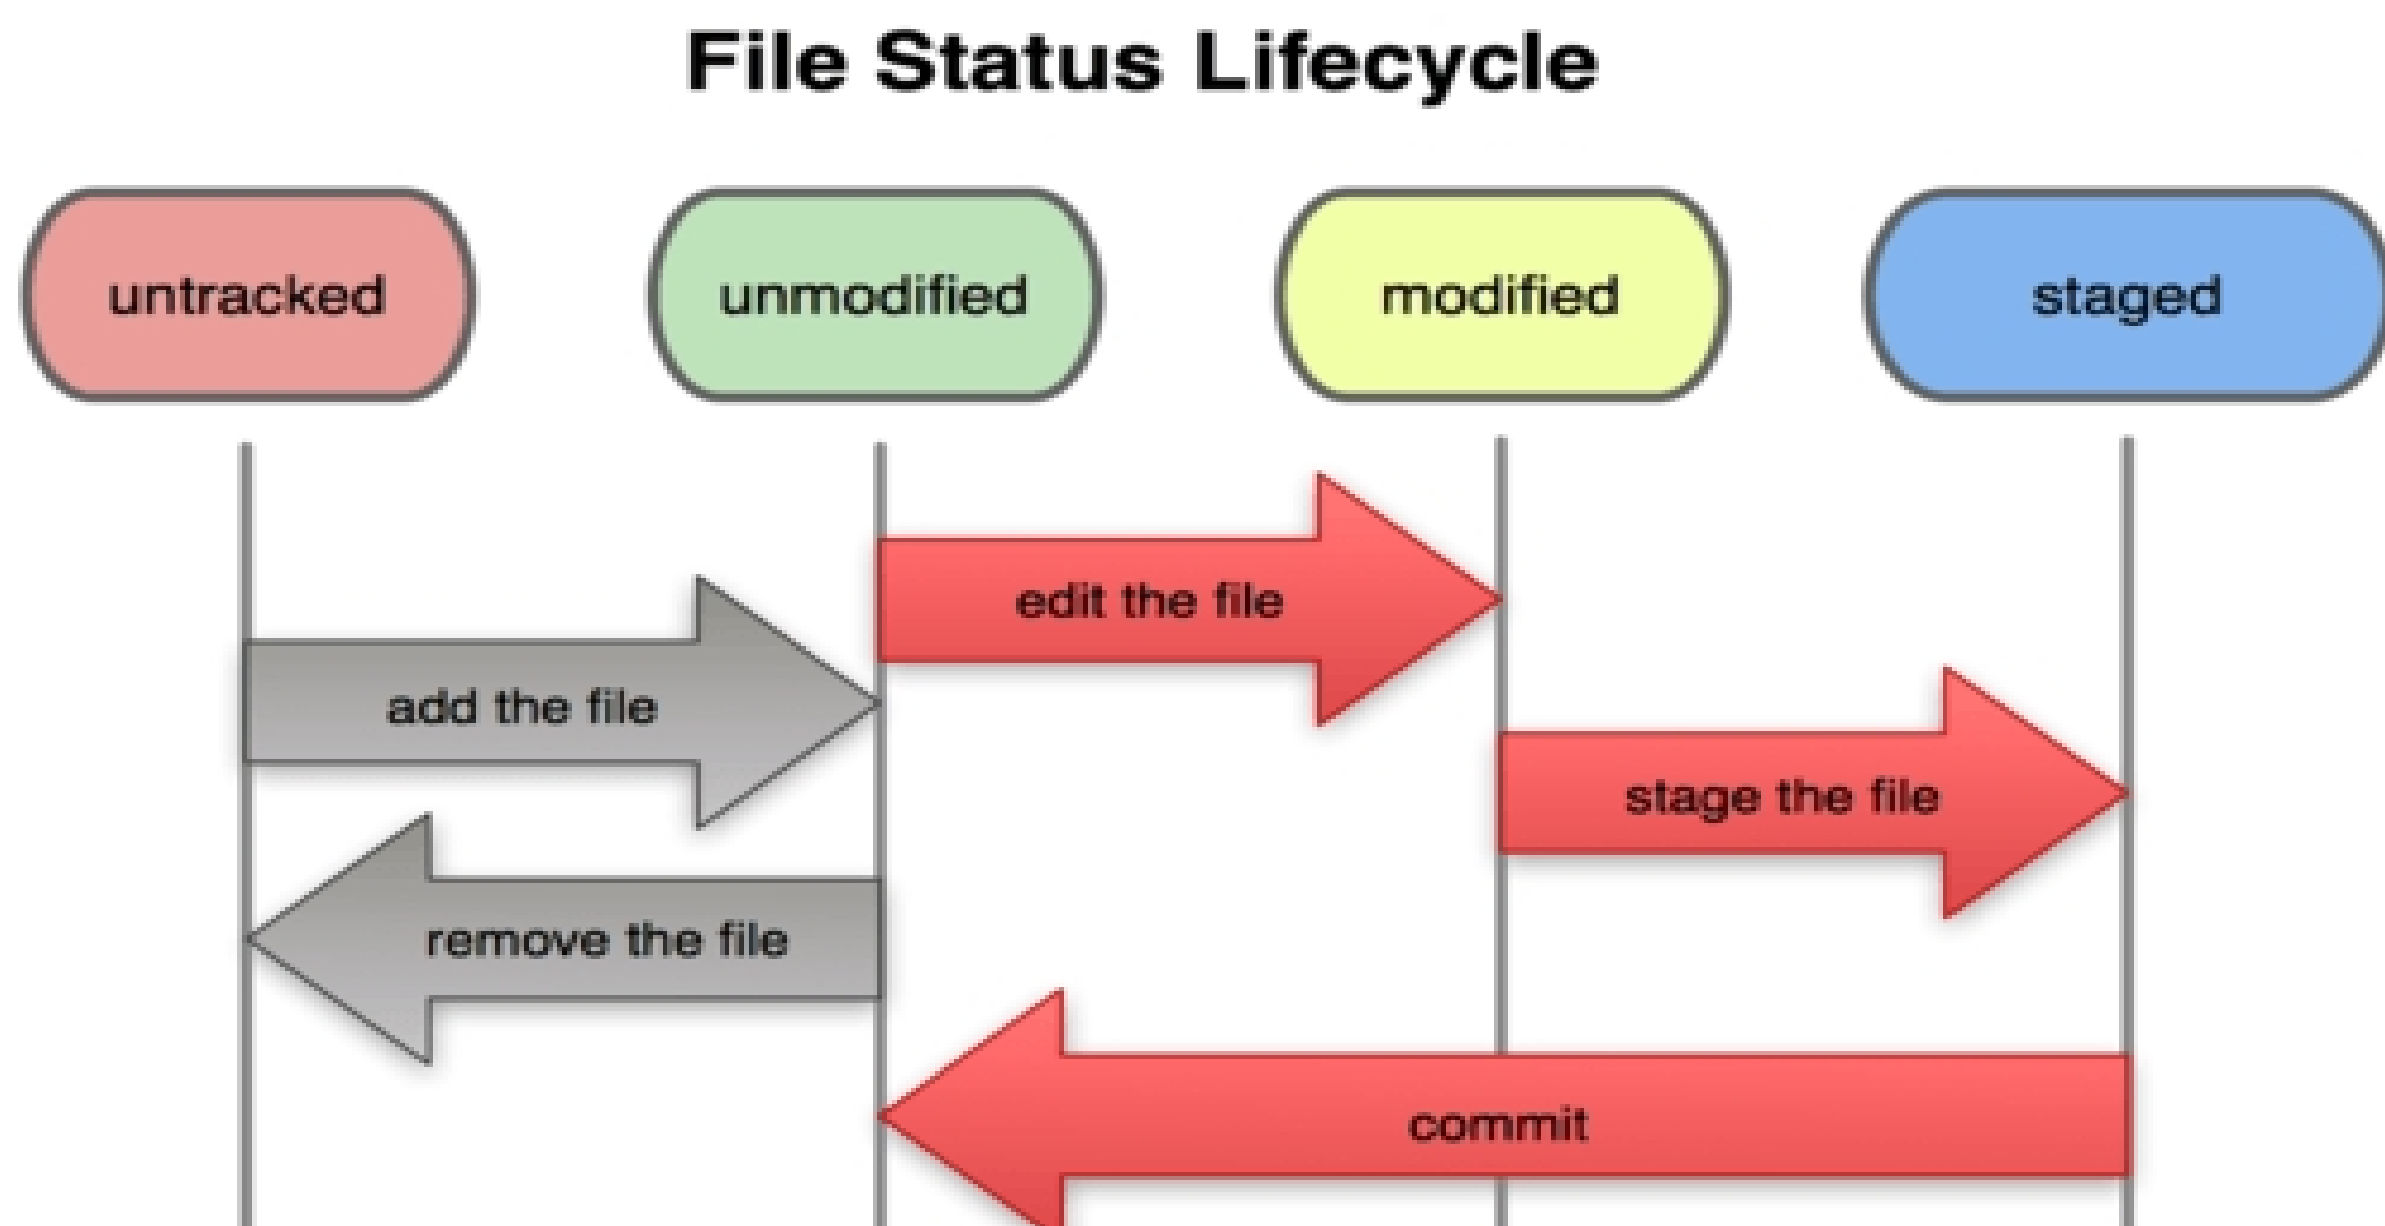 File Status Lifecycle
untracked
unmodified
modified
staged
edit the file
add the file
stage the file
remove the file
commit